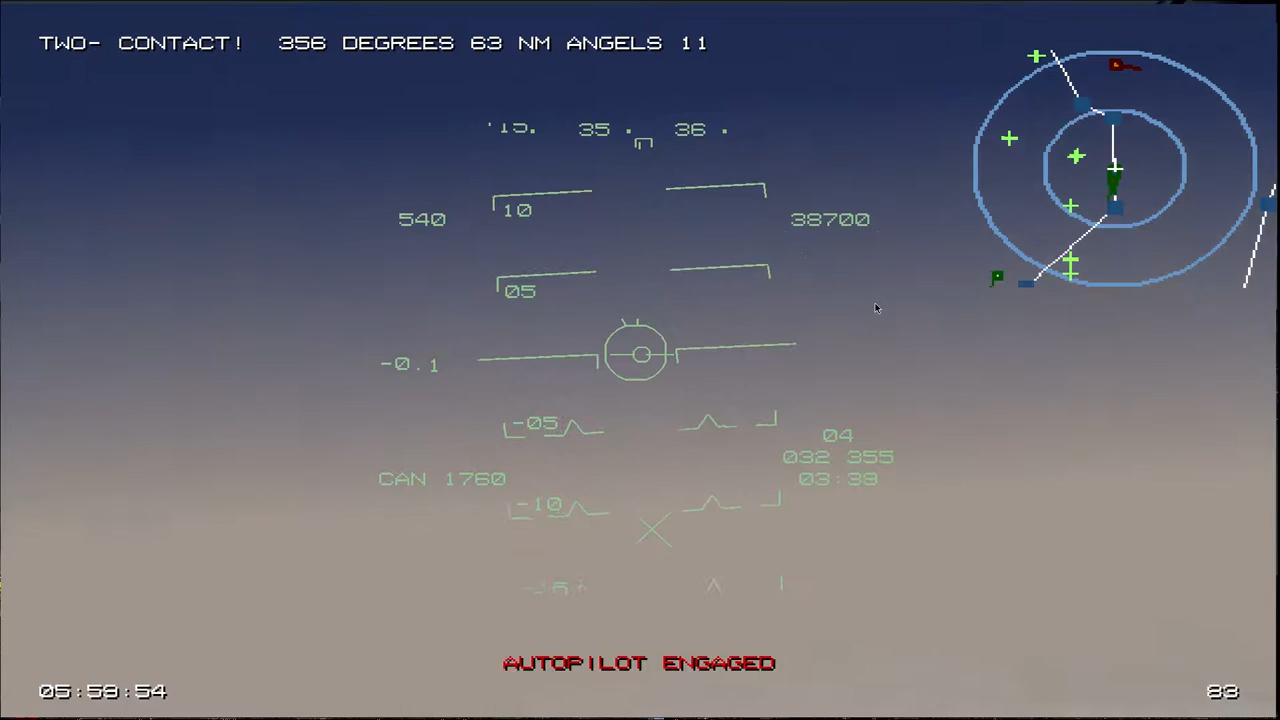 TWO- CONTACT!  356 DEGREES 63 NM ANGELS 11
35 . 36 .
540 10 38700
05
-0.1
-05
04
032 355
CAN 1760 03:39
-10
AUTOPILOT ENGAGED
05:59:54 83